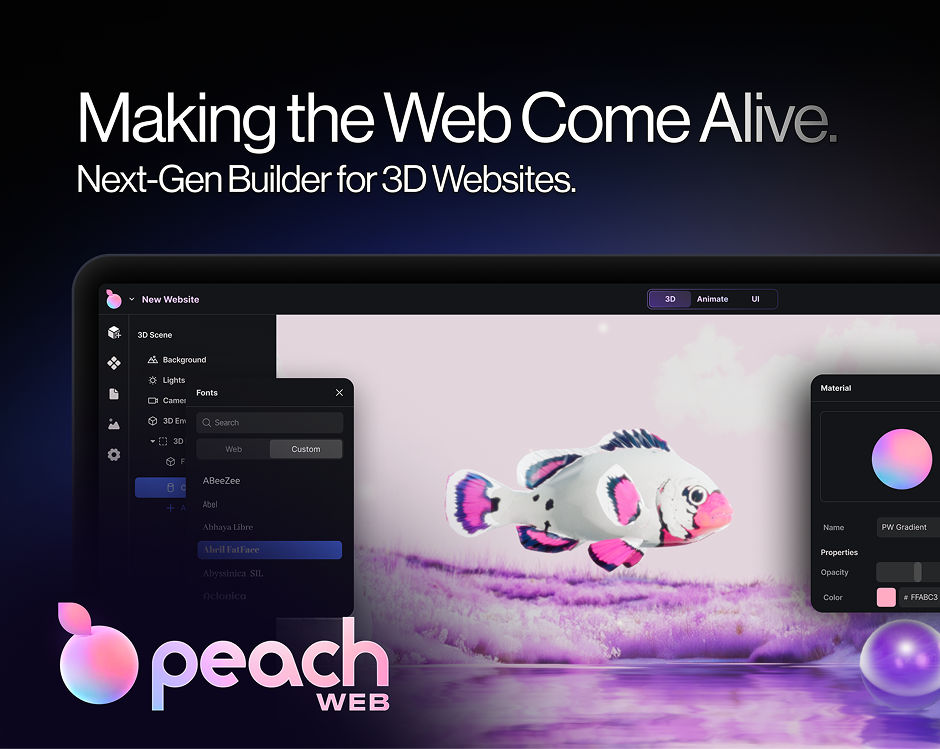 Making the Web Come Alive.
Next-Gen Builder for 3D Websites.
New Website
3D Animate UI
3D Scene
Background
Lights
3D
Fonts
Search
Web Custom
ABeeZee
Abel
Abhaya Libre
Abril FatFace
Abyssinica SIL
Aclonica
Material
Name PW Gradient
Properties
Opacity
Color # FFABC3
peach
WEB